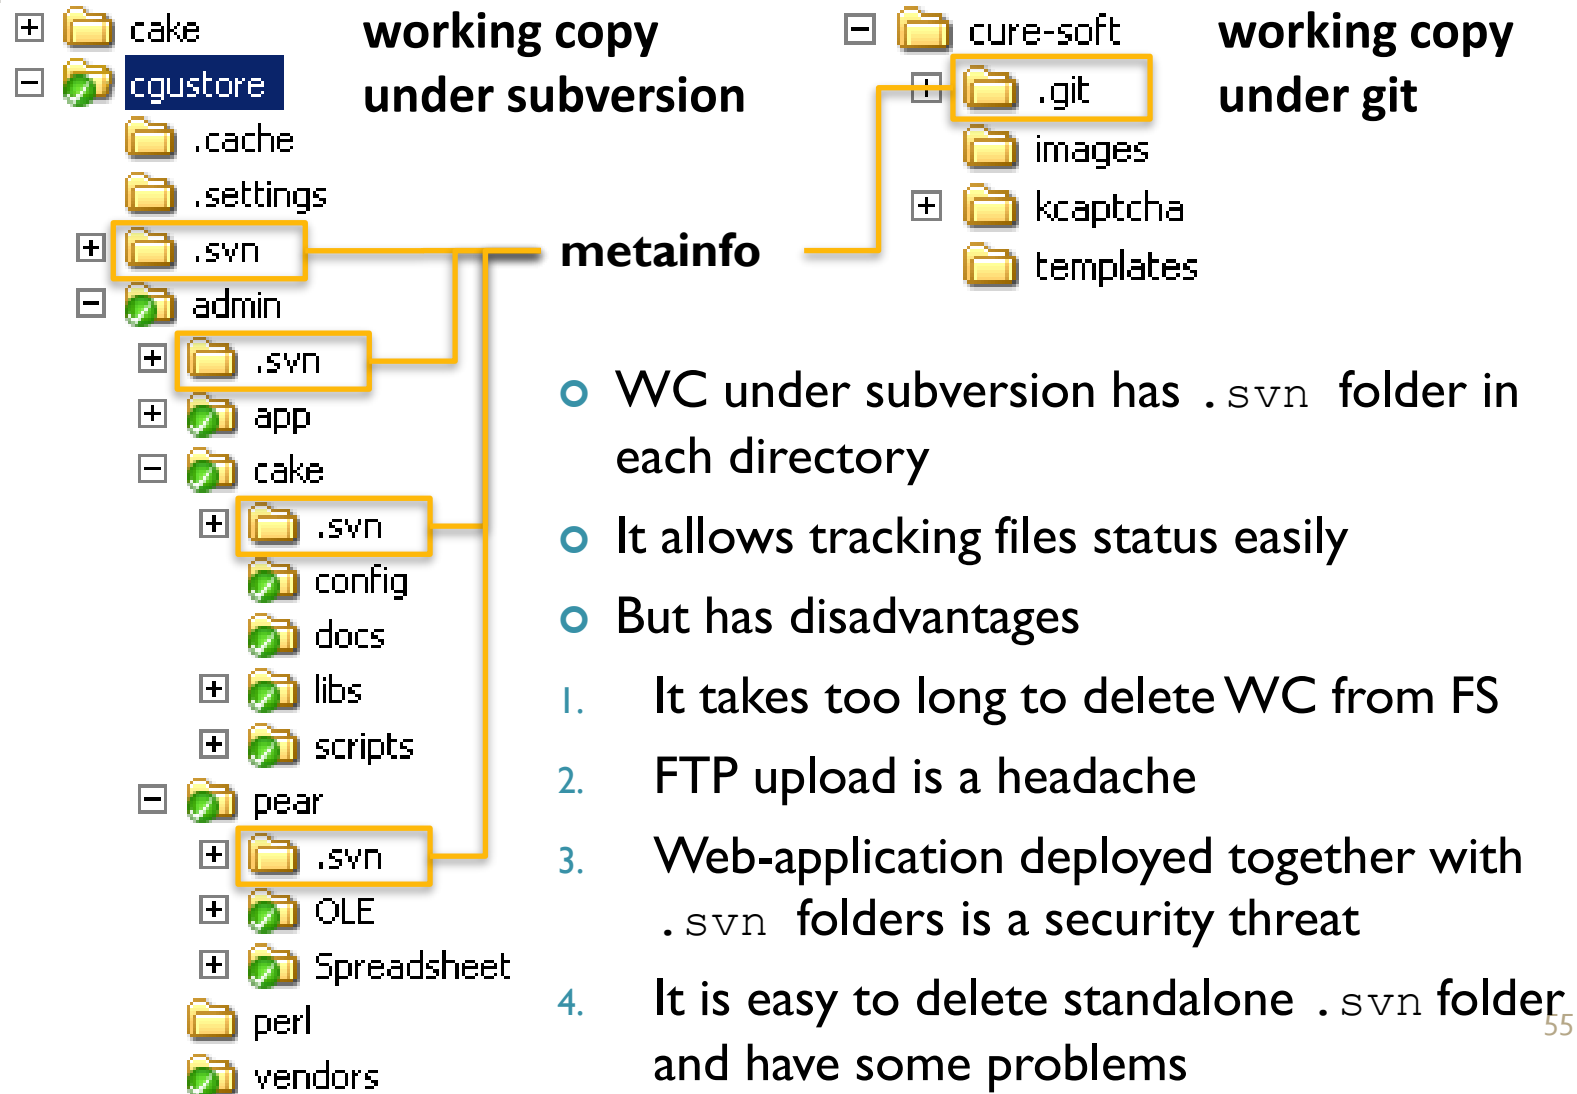 cake
cgustore
.cache
.settings
.svn
admin
.svn
app
cake
.svn
config
docs
libs
scripts
pear
.svn
OLE
Spreadsheet
perl
vendors
working copy
under subversion
metainfo
cure-soft
.git
images
kcaptcha
templates
working copy
under git
WC under subversion has .svn folder in
each directory
It allows tracking files status easily
But has disadvantages
1. It takes too long to delete WC from FS
2. FTP upload is a headache
3. Web-application deployed together with
.svn folders is a security threat
4. It is easy to delete standalone .svn folder
and have some problems
55